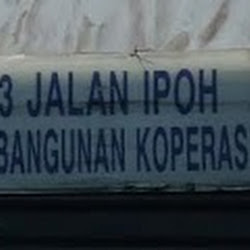 3 JALAN IPOH
BANGUNAN KOPERAS